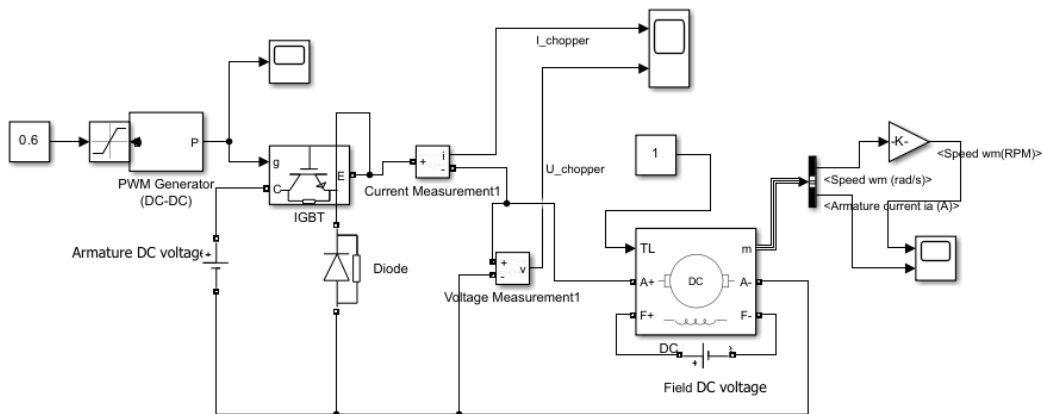 I_chopper
0.6
P
PWM Generator
(DC-DC)
g
C
E
IGBT
+
-
i
Current Measurement1
U_chopper
1
-K-
<Speed wm(RPM)
<Speed wm (rad/s)>
<Armature current ia (A)>
Armature DC voltage
+
Diode
+
-
v
Voltage Measurement1
TL
m
A+
DC
A-
F+
F-
DC
+
Field DC voltage